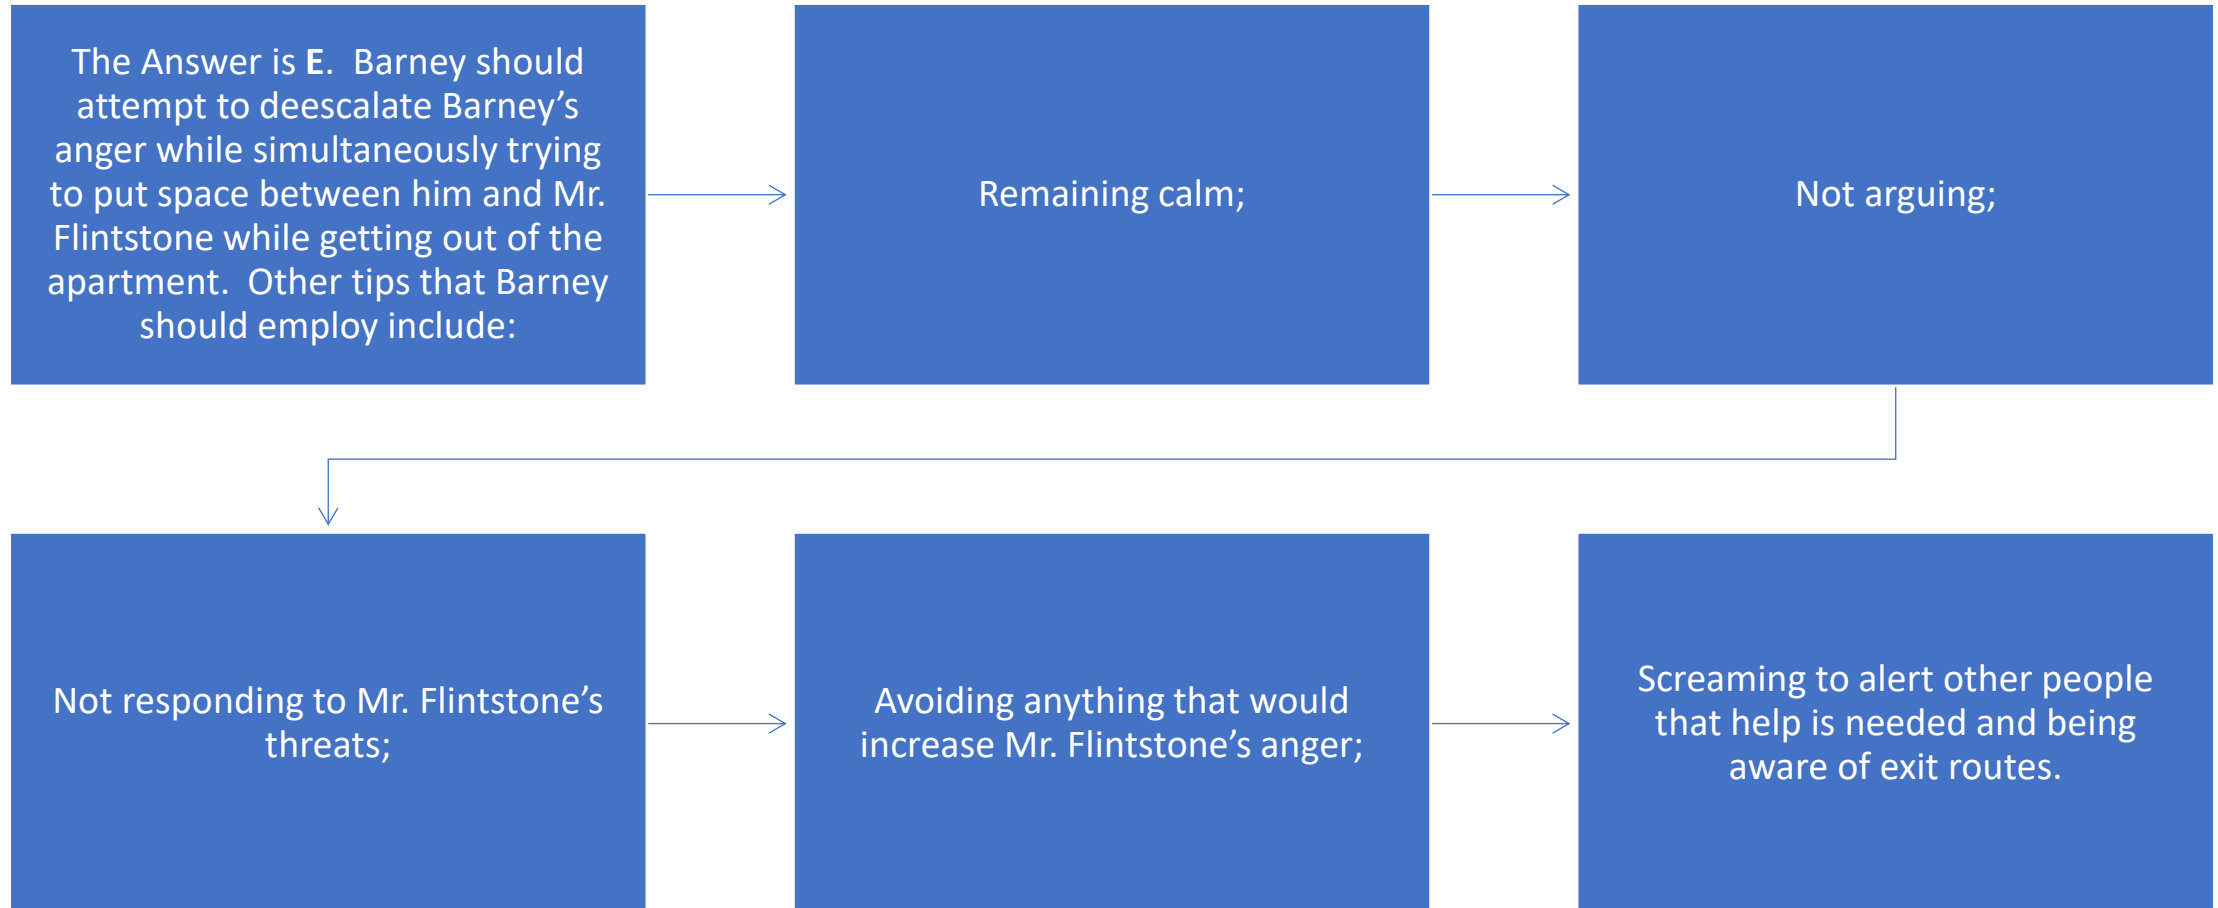 The Answer is E.  Barney should
attempt to deescalate Barney’s
anger while simultaneously trying
to put space between him and Mr.
Flintstone while getting out of the
apartment.  Other tips that Barney
should employ include:
Remaining calm;
Not arguing;
Not responding to Mr. Flintstone’s
threats;
Avoiding anything that would
increase Mr. Flintstone’s anger;
Screaming to alert other people
that help is needed and being
aware of exit routes.